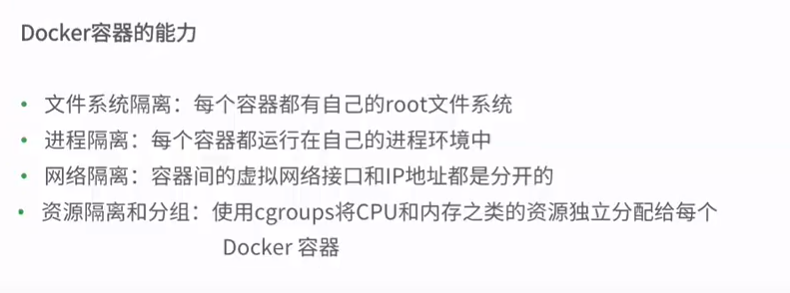 Docker容器的能力
• 文件系统隔离：每个容器都有自己的root文件系统
• 进程隔离：每个容器都运行在自己的进程环境中
• 网络隔离：容器间的虚拟网络接口和IP地址都是分开的
• 资源隔离和分组：使用cgroups将CPU和内存之类的资源独立分配给每个
Docker 容器